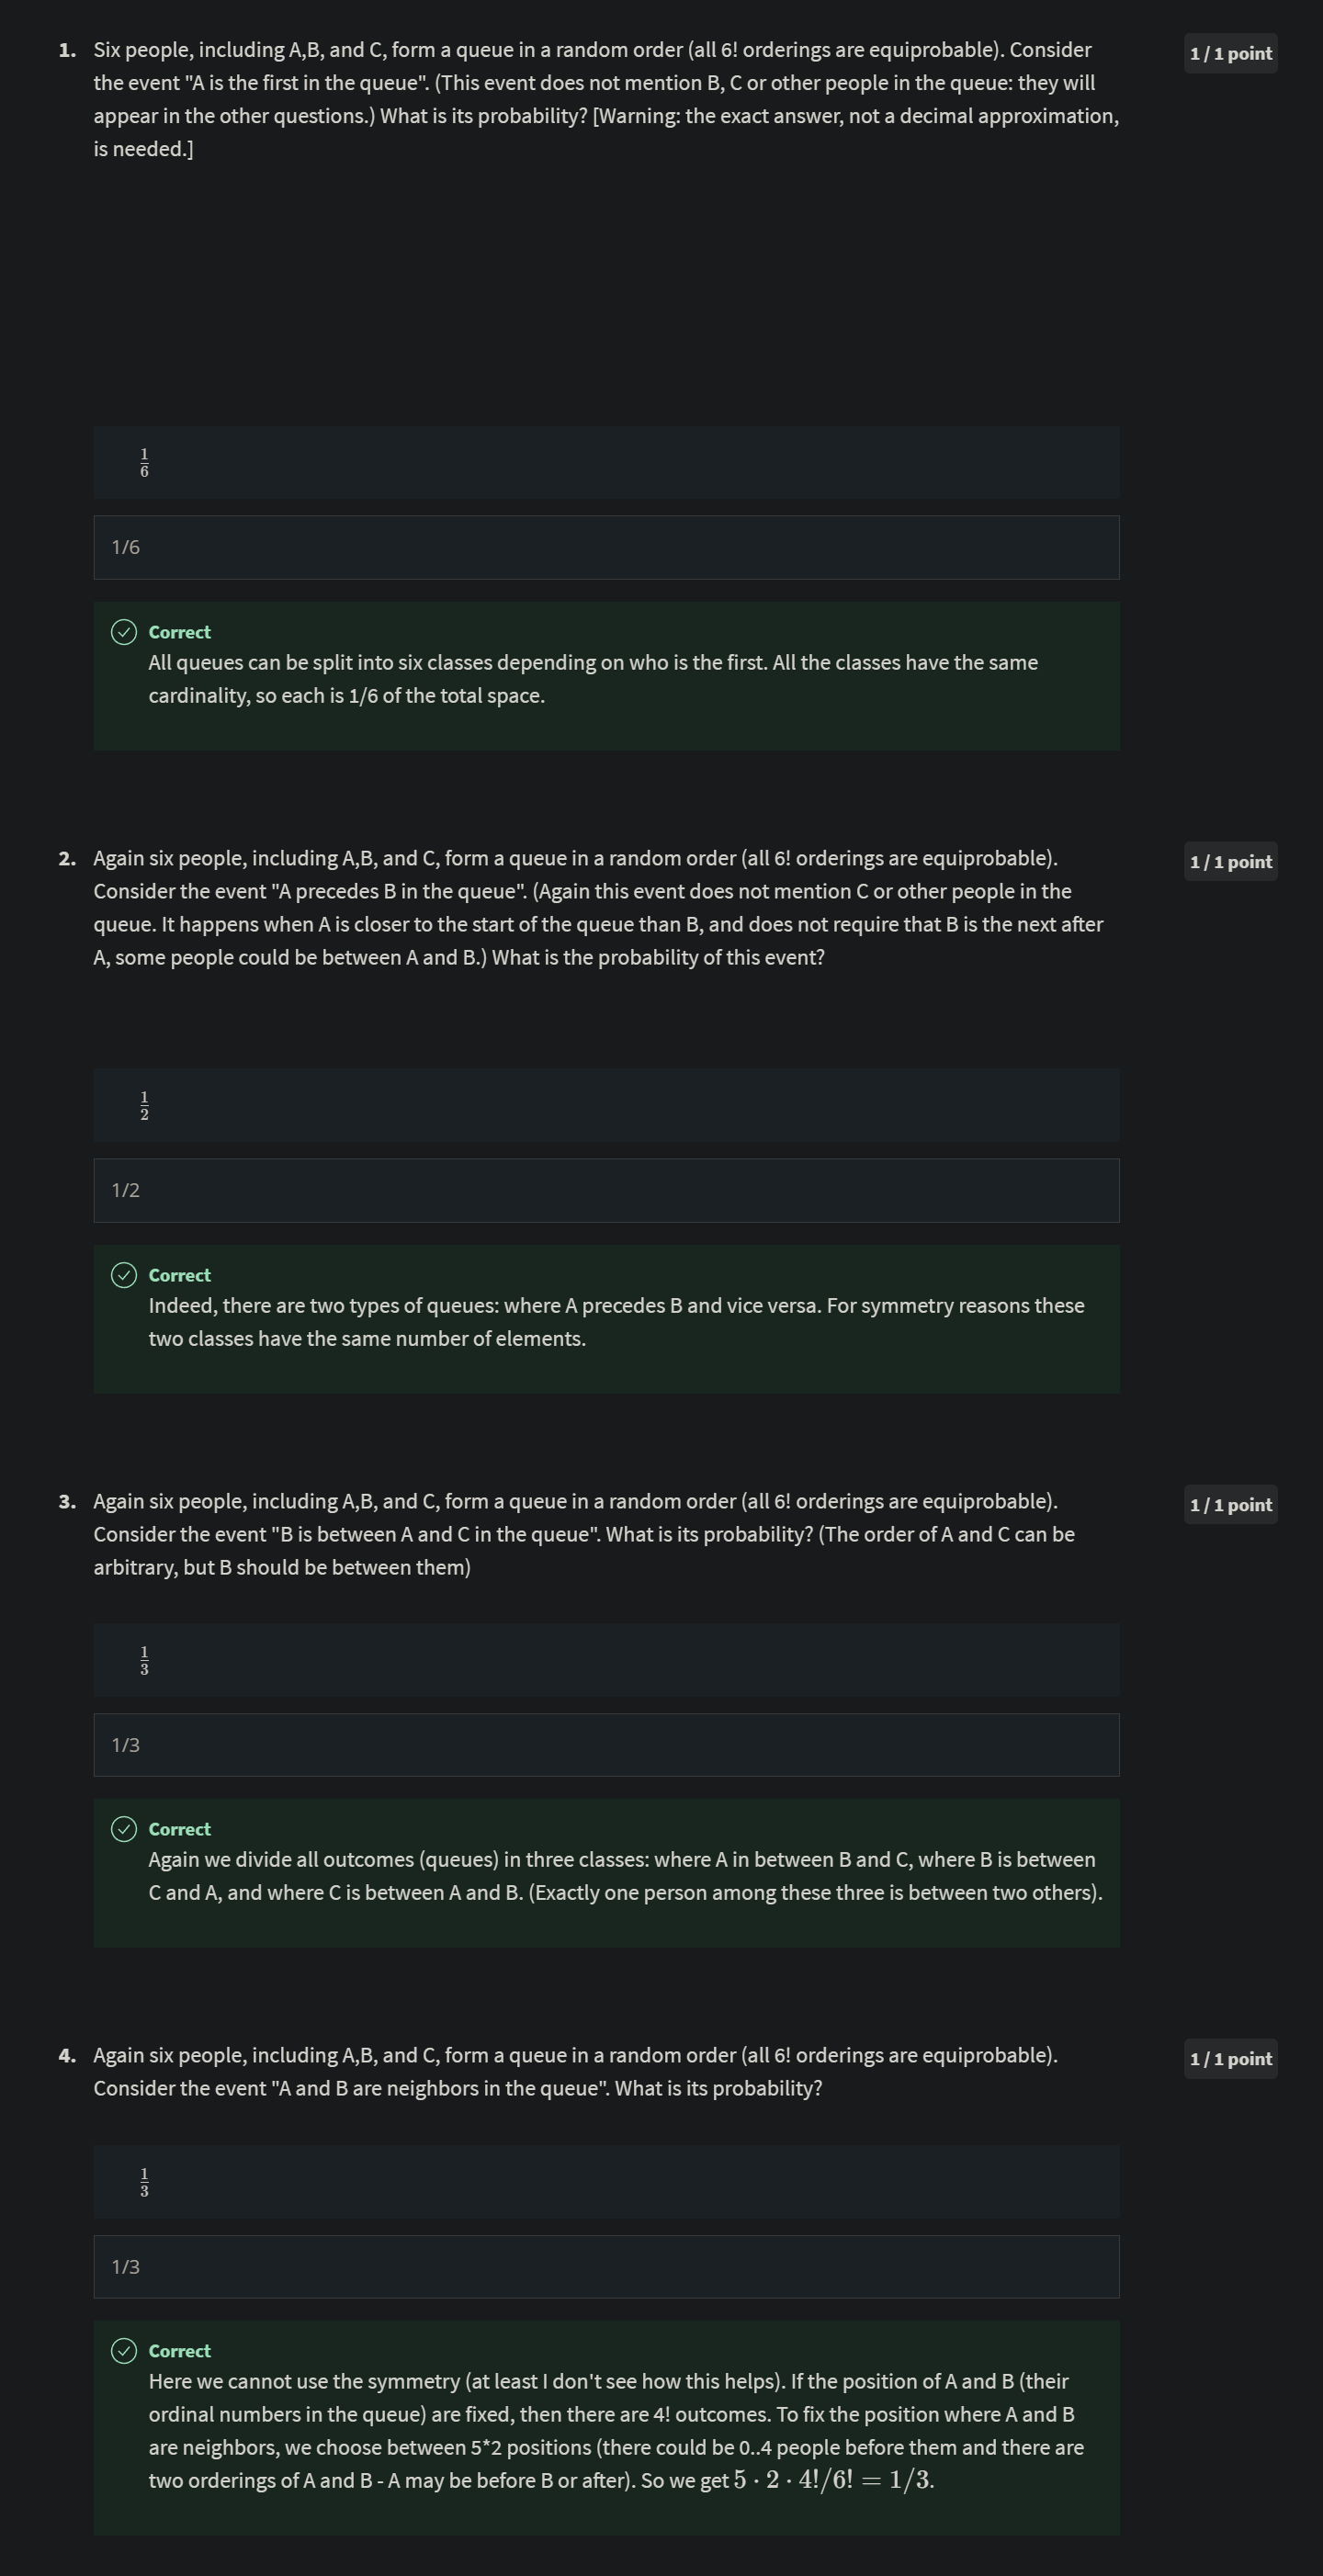 1. Six people, including A,B, and C, form a queue in a random order (all 6! orderings are equiprobable). Consider
1 / 1 point
the event "A is the first in the queue". (This event does not mention B, C or other people in the queue: they will
appear in the other questions.) What is its probability? [Warning: the exact answer, not a decimal approximation,
is needed.]
1/6
1/6
Correct
All queues can be split into six classes depending on who is the first. All the classes have the same
cardinality, so each is 1/6 of the total space.
2. Again six people, including A,B, and C, form a queue in a random order (all 6! orderings are equiprobable).
1 / 1 point
Consider the event "A precedes B in the queue". (Again this event does not mention C or other people in the
queue. It happens when A is closer to the start of the queue than B, and does not require that B is the next after
A, some people could be between A and B.) What is the probability of this event?
1/2
1/2
Correct
Indeed, there are two types of queues: where A precedes B and vice versa. For symmetry reasons these
two classes have the same number of elements.
3. Again six people, including A,B, and C, form a queue in a random order (all 6! orderings are equiprobable).
1 / 1 point
Consider the event "B is between A and C in the queue". What is its probability? (The order of A and C can be
arbitrary, but B should be between them)
1/3
1/3
Correct
Again we divide all outcomes (queues) in three classes: where A in between B and C, where B is between
C and A, and where C is between A and B. (Exactly one person among these three is between two others).
4. Again six people, including A,B, and C, form a queue in a random order (all 6! orderings are equiprobable).
1 / 1 point
Consider the event "A and B are neighbors in the queue". What is its probability?
1/3
1/3
Correct
Here we cannot use the symmetry (at least I don't see how this helps). If the position of A and B (their
ordinal numbers in the queue) are fixed, then there are 4! outcomes. To fix the position where A and B
are neighbors, we choose between 5*2 positions (there could be 0..4 people before them and there are
two orderings of A and B - A may be before B or after). So we get 5 · 2 · 4!/6! = 1/3.